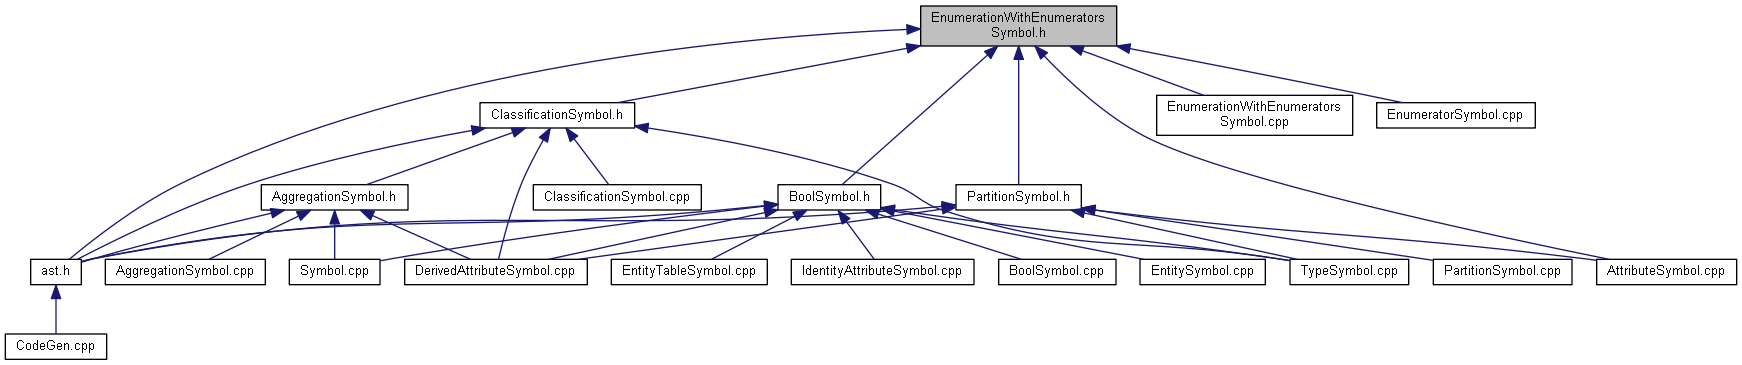 EnumerationWithEnumerators
Symbol.h
ClassificationSymbol.h
EnumerationWithEnumerators
Symbol.cpp
EnumeratorSymbol.cpp
AggregationSymbol.h
ClassificationSymbol.cpp
BoolSymbol.h
PartitionSymbol.h
ast.h
AggregationSymbol.cpp
Symbol.cpp
DerivedAttributeSymbol.cpp
EntityTableSymbol.cpp
IdentityAttributeSymbol.cpp
BoolSymbol.cpp
EntitySymbol.cpp
TypeSymbol.cpp
PartitionSymbol.cpp
AttributeSymbol.cpp
CodeGen.cpp